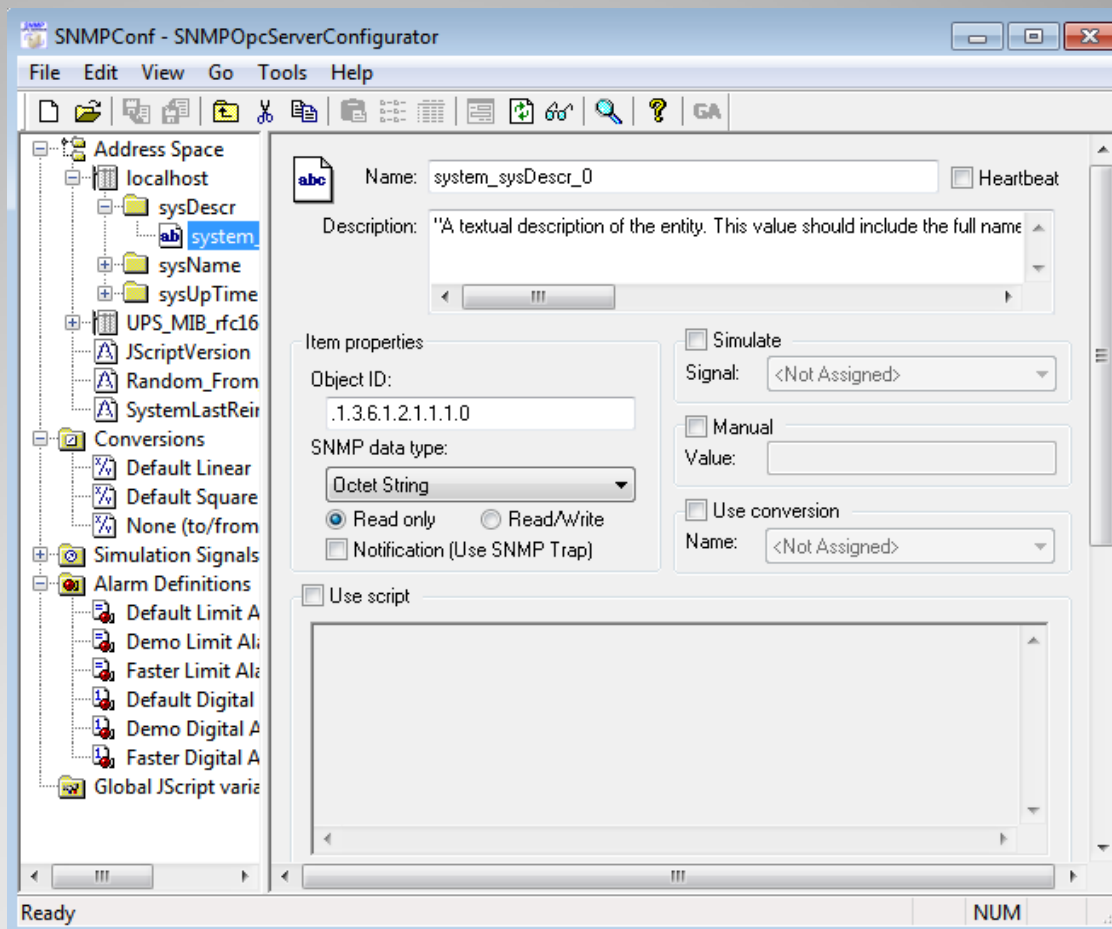 SNMPConf - SNMPOpcServerConfigurator
File Edit View Go Tools Help
GA
Address Space
localhost
sysDescr
system_
sysName
sysUpTime
UPS_MIB_rfc16
JScriptVersion
Random_From
SystemLastRein
Conversions
Default Linear
Default Square
None (to/from
Simulation Signals
Alarm Definitions
Default Limit A
Demo Limit Ala
Faster Limit Ala
Default Digital
Demo Digital A
Faster Digital A
Global JScript varia
abc Name: system_sysDescr_0 Heartbeat
Description: "A textual description of the entity. This value should include the full name
Item properties
Object ID:
.1.3.6.1.2.1.1.1.0
SNMP data type:
Octet String
Read only Read/Write
Notification (Use SNMP Trap)
Simulate
Signal: <Not Assigned>
Manual
Value:
Use conversion
Name: <Not Assigned>
Use script
Ready NUM